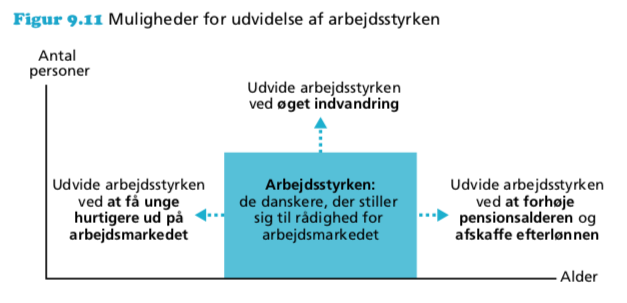 Figur 9.11 Muligheder for udvidelse af arbejdsstyrken
Antal
personer
Udvide arbejdsstyrken
ved øget indvandring
Udvide arbejdsstyrken
ved at få unge
hurtigere ud på
arbejdsmarkedet
Arbejdsstyrken:
de danskere, der stiller
sig til rådighed for
arbejdsmarkedet
Udvide arbejdsstyrken
ved at forhøje
pensionsalderen og
afskaffe efterlønnen
Alder